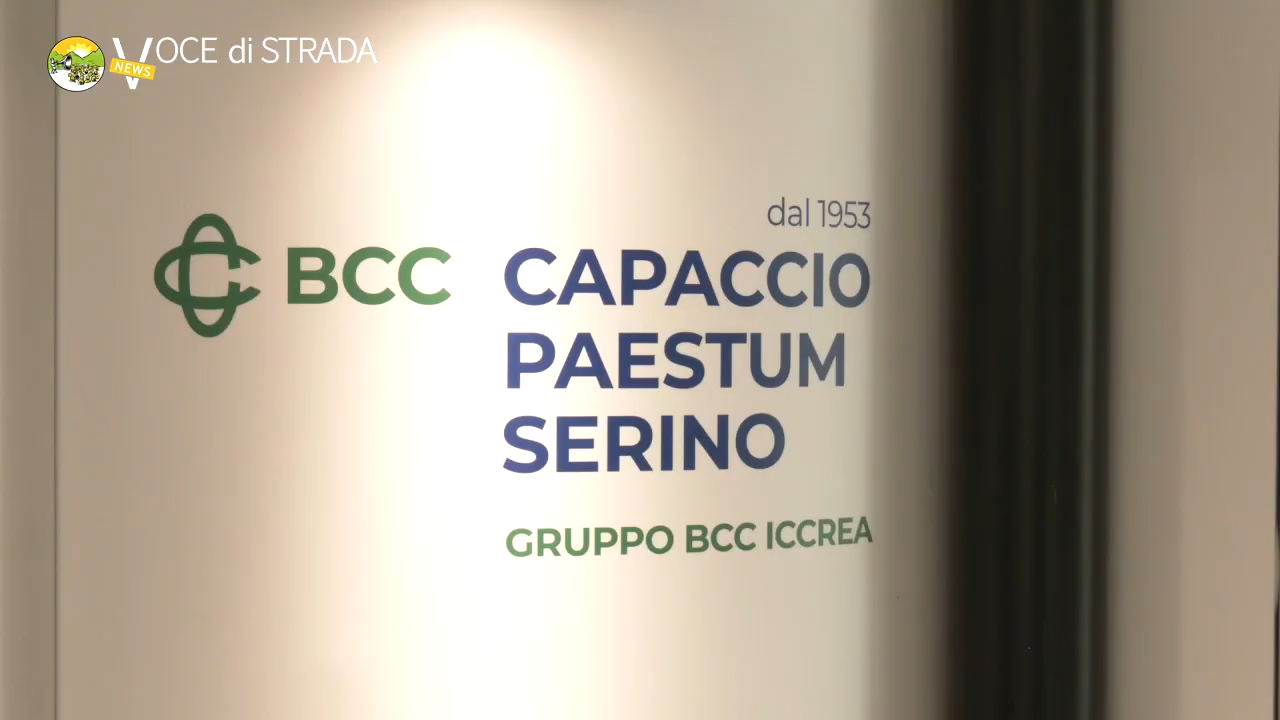 VOCE di STRADA
NEWS
dal 1953
BCC CAPACCIO
PAESTUM
SERINO
GRUPPO BCC ICCREA